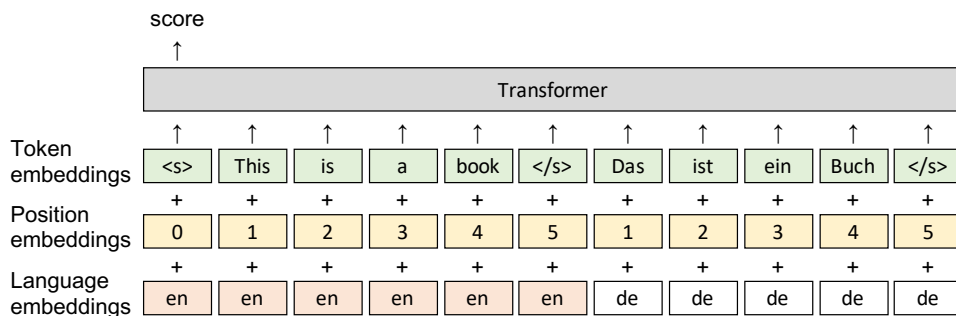 score
↑
Transformer
↑ ↑ ↑ ↑ ↑ ↑ ↑ ↑ ↑ ↑ ↑
Token
embeddings
<s> This is a book </s> Das ist ein Buch </s>
+ + + + + + + + + + +
Position
embeddings
0 1 2 3 4 5 1 2 3 4 5
+ + + + + + + + + + +
Language
embeddings
en en en en en en de de de de de